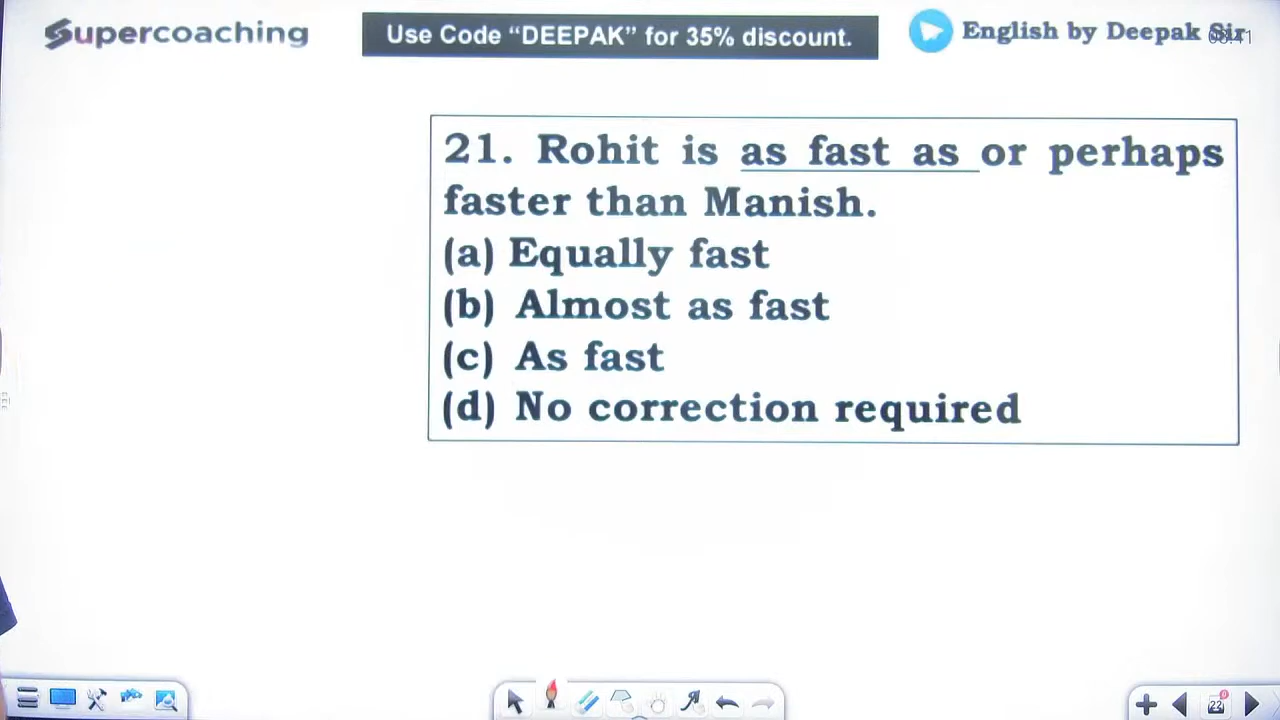 Supercoaching
Use Code “DEEPAK” for 35% discount.
English by Deepak Sir
21. Rohit is as fast as or perhaps
faster than Manish.
(a) Equally fast
(b) Almost as fast
(c) As fast
(d) No correction required
22